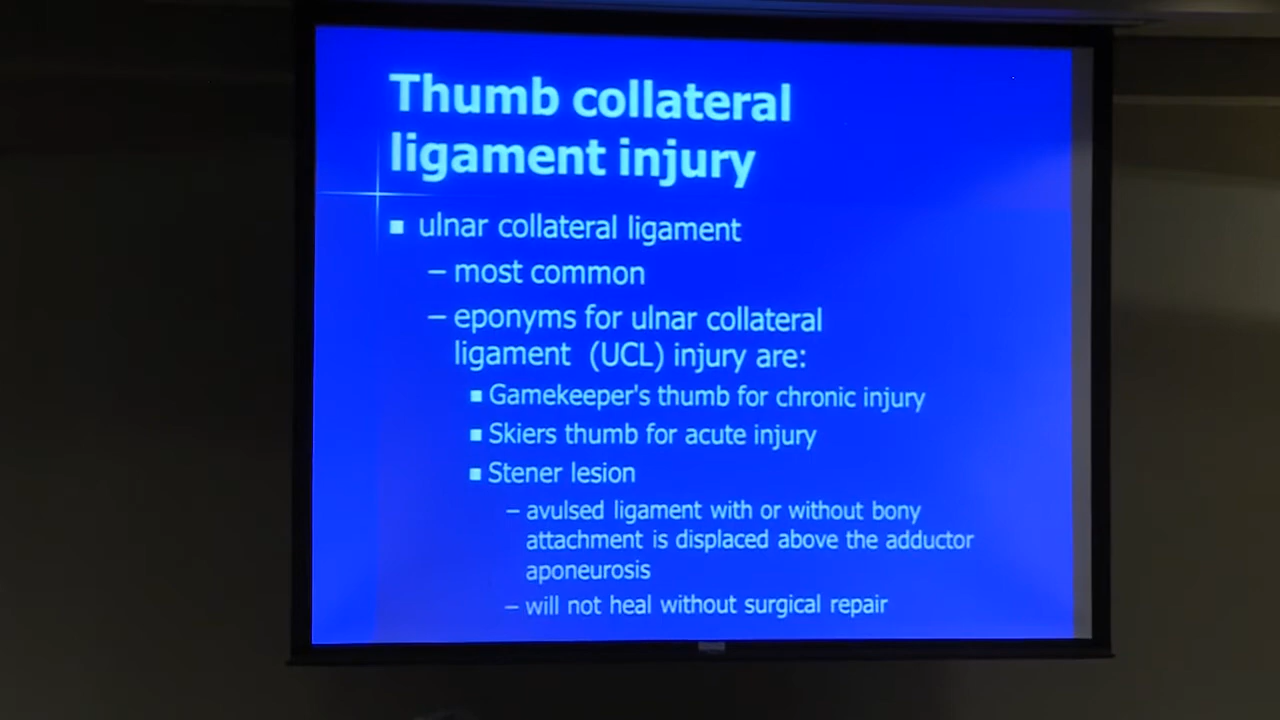 Thumb collateral
ligament injury
■ ulnar collateral ligament
– most common
– eponyms for ulnar collateral
ligament (UCL) injury are:
■ Gamekeeper's thumb for chronic injury
■ Skiers thumb for acute injury
■ Stener lesion
– avulsed ligament with or without bony
attachment is displaced above the adductor
aponeurosis
– will not heal without surgical repair